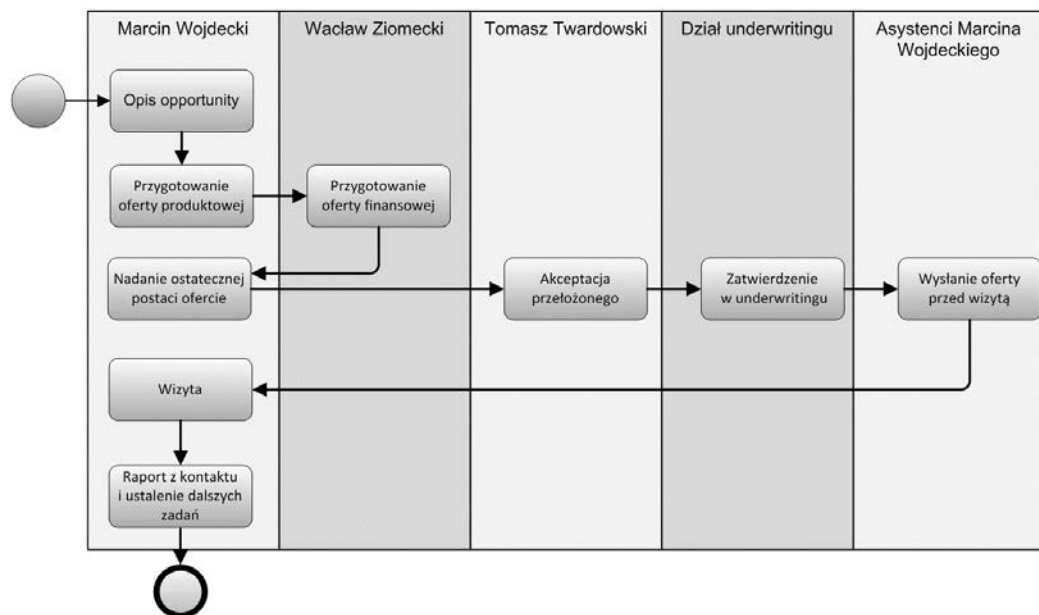 Marcin Wojdecki
Wacław Ziomecki
Tomasz Twardowski
Dział underwritingu
Asystenci Marcina
Wojdeckiego
Opis opportunity
Przygotowanie
oferty produktowej
Przygotowanie
oferty finansowej
Nadanie ostatecznej
postaci ofercie
Akceptacja
przełożonego
Zatwierdzenie
w underwritingu
Wysłanie oferty
przed wizytą
Wizyta
Raport z kontaktu
i ustalenie dalszych
zadań